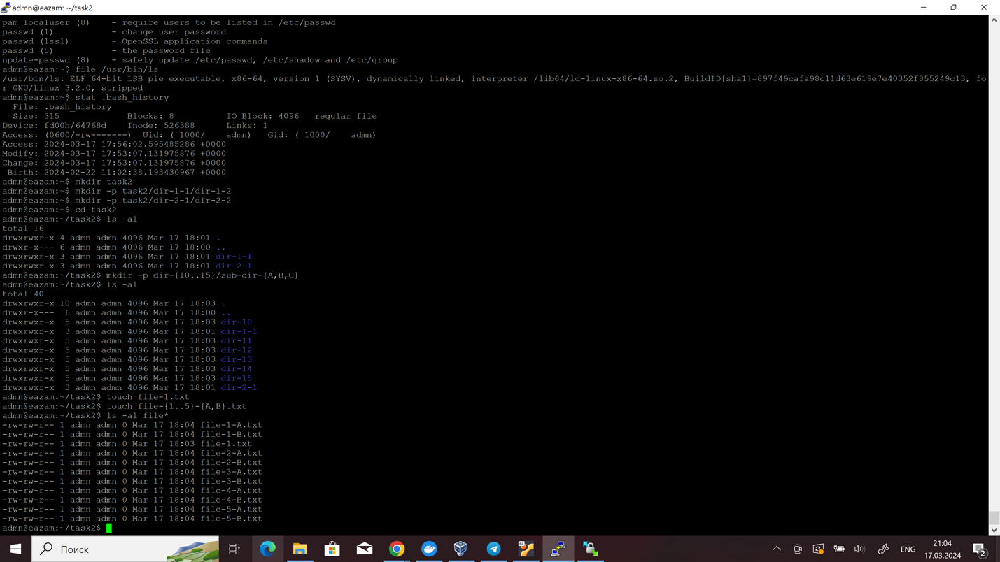 admn@eazam: ~/task2
pam_localuser (8)    - require users to be listed in /etc/passwd
passwd (1)           - change user password
passwd (1ssl)        - OpenSSL application commands
passwd (5)           - the password file
update-passwd (8)    - safely update /etc/passwd, /etc/shadow and /etc/group
admn@eazam:~$ file /usr/bin/ls
/usr/bin/ls: ELF 64-bit LSB pie executable, x86-64, version 1 (SYSV), dynamically linked, interpreter /lib64/ld-linux-x86-64.so.2, BuildID[sha1]=897f49cafa98c11d63e619e7e40352f855249c13, fo
r GNU/Linux 3.2.0, stripped
admn@eazam:~$ stat .bash_history
  File: .bash_history
  Size: 315             Blocks: 8          IO Block: 4096   regular file
Device: fd00h/64768d    Inode: 526388      Links: 1
Access: (0600/-rw-------)  Uid: ( 1000/    admn)   Gid: ( 1000/    admn)
Access: 2024-03-17 17:56:02.595485286 +0000
Modify: 2024-03-17 17:53:07.131975876 +0000
Change: 2024-03-17 17:53:07.131975876 +0000
 Birth: 2024-02-22 11:02:38.193430967 +0000
admn@eazam:~$ mkdir task2
admn@eazam:~$ mkdir -p task2/dir-1-1/dir-1-2
admn@eazam:~$ mkdir -p task2/dir-2-1/dir-2-2
admn@eazam:~$ cd task2
admn@eazam:~/task2$ ls -al
total 16
drwxrwxr-x 4 admn admn 4096 Mar 17 18:01 .
drwxr-x--- 6 admn admn 4096 Mar 17 18:00 ..
drwxrwxr-x 3 admn admn 4096 Mar 17 18:01 dir-1-1
drwxrwxr-x 3 admn admn 4096 Mar 17 18:01 dir-2-1
admn@eazam:~/task2$ mkdir -p dir-{10..15}/sub-dir-{A,B,C}
admn@eazam:~/task2$ ls -al
total 40
drwxrwxr-x 10 admn admn 4096 Mar 17 18:03 .
drwxr-x---  6 admn admn 4096 Mar 17 18:00 ..
drwxrwxr-x  5 admn admn 4096 Mar 17 18:03 dir-10
drwxrwxr-x  3 admn admn 4096 Mar 17 18:01 dir-1-1
drwxrwxr-x  5 admn admn 4096 Mar 17 18:03 dir-11
drwxrwxr-x  5 admn admn 4096 Mar 17 18:03 dir-12
drwxrwxr-x  5 admn admn 4096 Mar 17 18:03 dir-13
drwxrwxr-x  5 admn admn 4096 Mar 17 18:03 dir-14
drwxrwxr-x  5 admn admn 4096 Mar 17 18:03 dir-15
drwxrwxr-x  3 admn admn 4096 Mar 17 18:01 dir-2-1
admn@eazam:~/task2$ touch file-1.txt
admn@eazam:~/task2$ touch file-{1..5}-{A,B}.txt
admn@eazam:~/task2$ ls -al file*
-rw-rw-r-- 1 admn admn 0 Mar 17 18:04 file-1-A.txt
-rw-rw-r-- 1 admn admn 0 Mar 17 18:04 file-1-B.txt
-rw-rw-r-- 1 admn admn 0 Mar 17 18:03 file-1.txt
-rw-rw-r-- 1 admn admn 0 Mar 17 18:04 file-2-A.txt
-rw-rw-r-- 1 admn admn 0 Mar 17 18:04 file-2-B.txt
-rw-rw-r-- 1 admn admn 0 Mar 17 18:04 file-3-A.txt
-rw-rw-r-- 1 admn admn 0 Mar 17 18:04 file-3-B.txt
-rw-rw-r-- 1 admn admn 0 Mar 17 18:04 file-4-A.txt
-rw-rw-r-- 1 admn admn 0 Mar 17 18:04 file-4-B.txt
-rw-rw-r-- 1 admn admn 0 Mar 17 18:04 file-5-A.txt
-rw-rw-r-- 1 admn admn 0 Mar 17 18:04 file-5-B.txt
admn@eazam:~/task2$
Поиск
64
ENG
21:04
17.03.2024
2